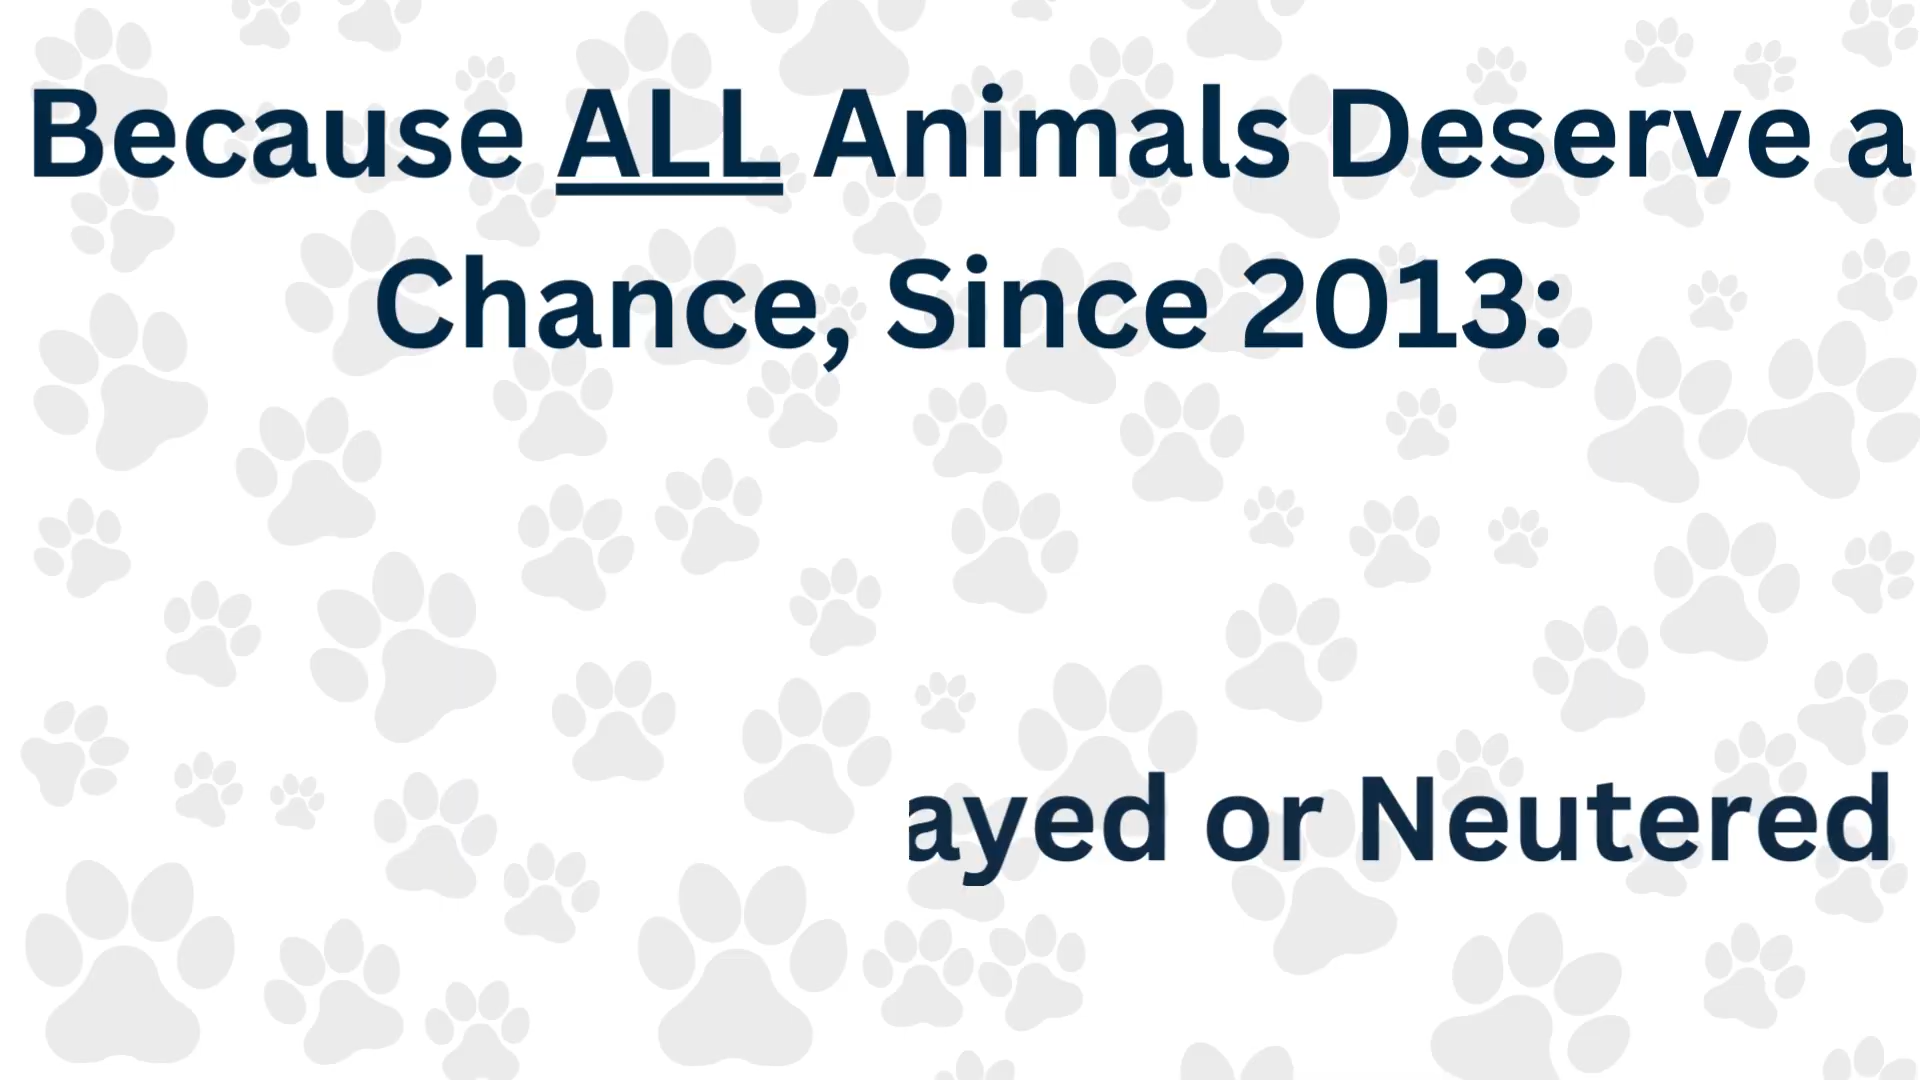 Because ALL Animals Deserve a
Chance, Since 2013:
ayed or Neutered